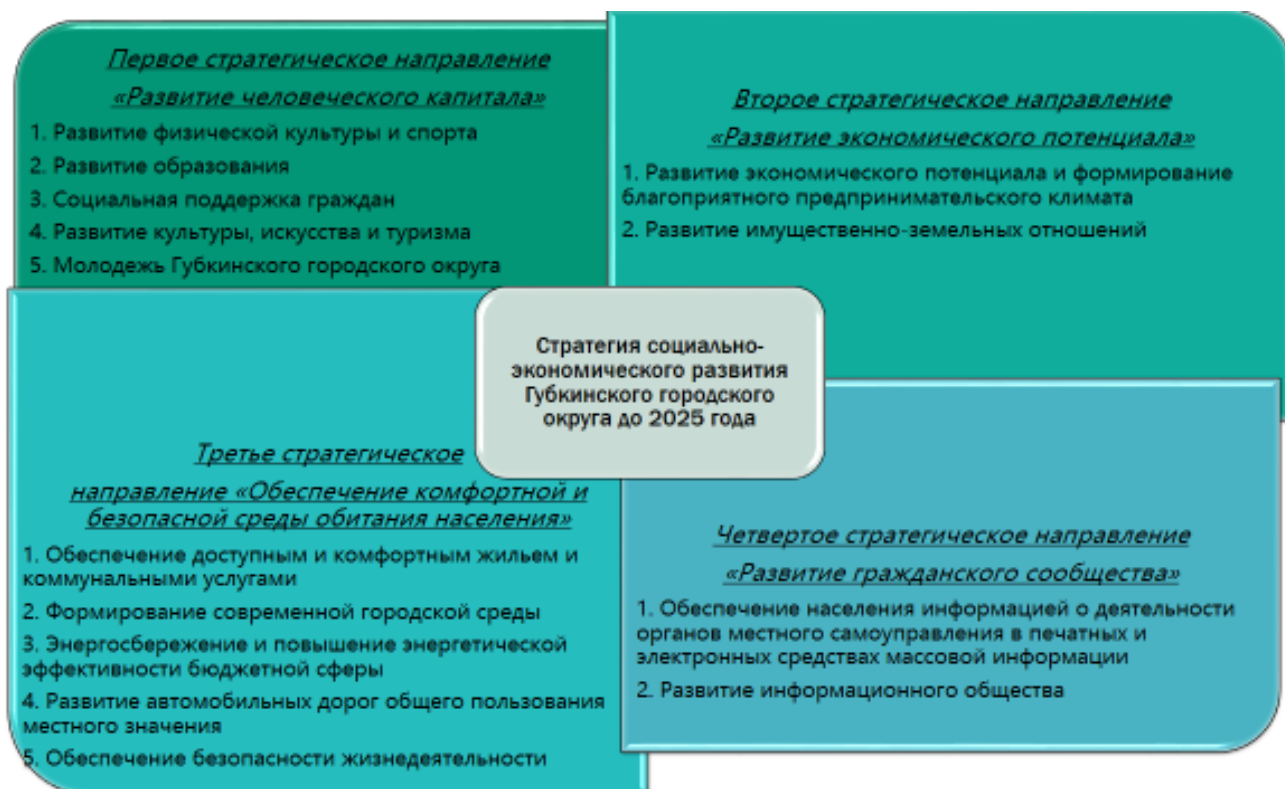 Первое стратегическое направление
«Развитие человеческого капитала»
1. Развитие физической культуры и спорта
2. Развитие образования
3. Социальная поддержка граждан
4. Развитие культуры, искусства и туризма
5. Молодежь Губкинского городского округа
Второе стратегическое направление
«Развитие экономического потенциала»
1. Развитие экономического потенциала и формирование
благоприятного предпринимательского климата
2. Развитие имущественно-земельных отношений
Стратегия социально-
экономического развития
Губкинского городского
округа до 2025 года
Третье стратегическое
направление «Обеспечение комфортной и
безопасной среды обитания населения»
1. Обеспечение доступным и комфортным жильем и
коммунальными услугами
2. Формирование современной городской среды
3. Энергосбережение и повышение энергетической
эффективности бюджетной сферы
4. Развитие автомобильных дорог общего пользования
местного значения
5. Обеспечение безопасности жизнедеятельности
Четвертое стратегическое направление
«Развитие гражданского сообщества»
1. Обеспечение населения информацией о деятельности
органов местного самоуправления в печатных и
электронных средствах массовой информации
2. Развитие информационного общества